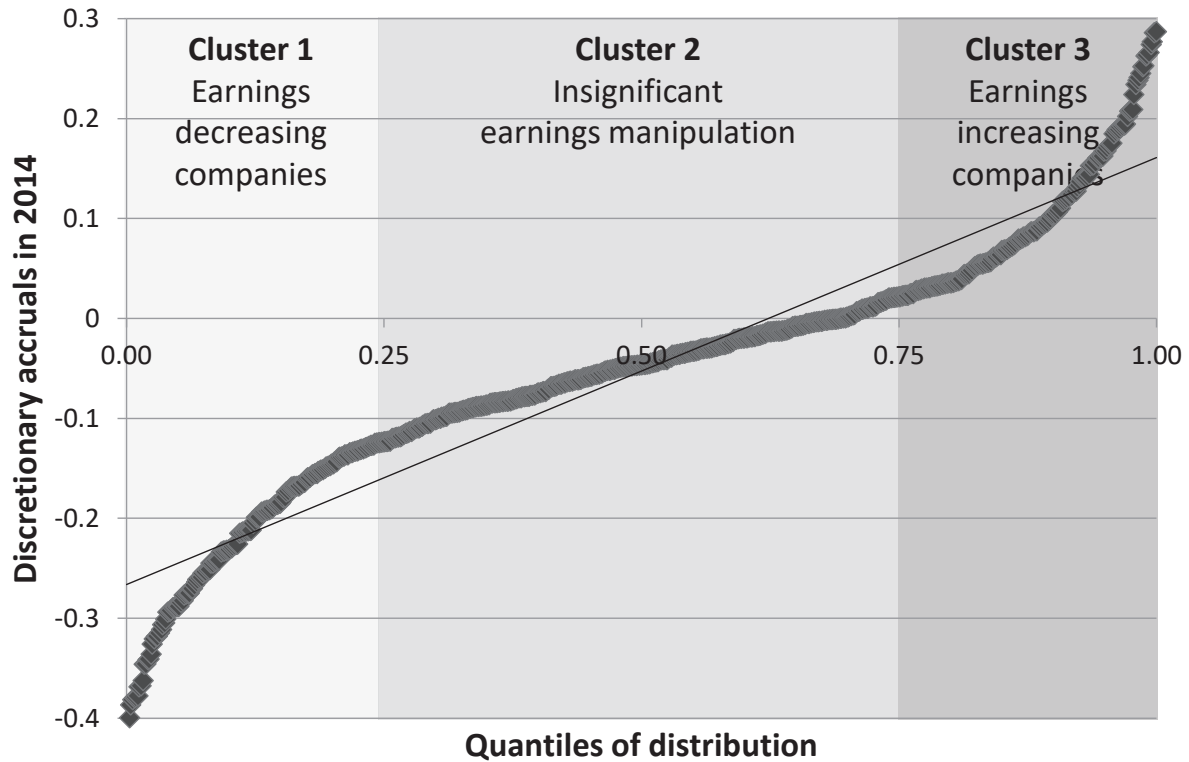 0.3
Cluster 1
Earnings
decreasing
companies
Cluster 2
Insignificant
earnings manipulation
Cluster 3
Earnings
increasing
companies
0.2
0.1
0
-0.1
-0.2
-0.3
-0.4
0.00
0.25
0.50
0.75
1.00
Discretionary accruals in 2014
Quantiles of distribution